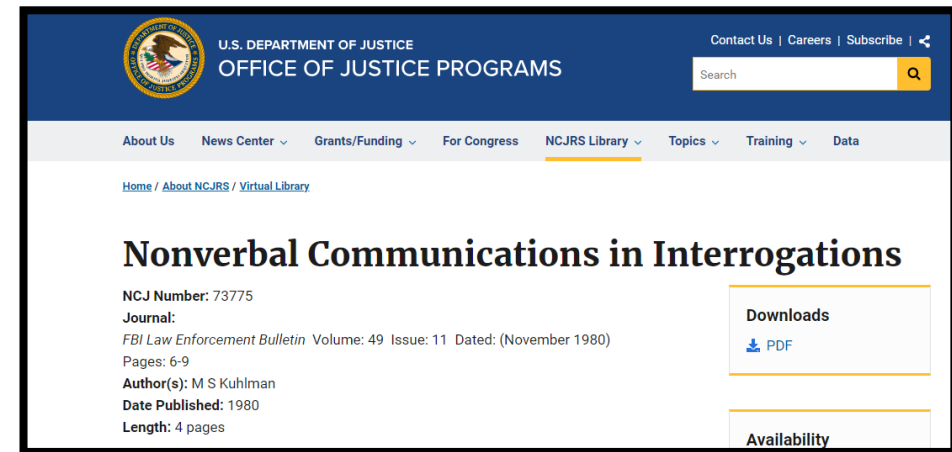 U.S. DEPARTMENT OF JUSTICE
OFFICE OF JUSTICE PROGRAMS
Contact Us | Careers | Subscribe |
Search
About Us News Center Grants/Funding For Congress NCJRS Library Topics Training Data
Home / About NCJRS / Virtual Library
Nonverbal Communications in Interrogations
NCJ Number: 73775
Journal:
FBI Law Enforcement Bulletin Volume: 49 Issue: 11 Dated: (November 1980)
Pages: 6-9
Author(s): M S Kuhlman
Date Published: 1980
Length: 4 pages
Downloads
PDF
Availability